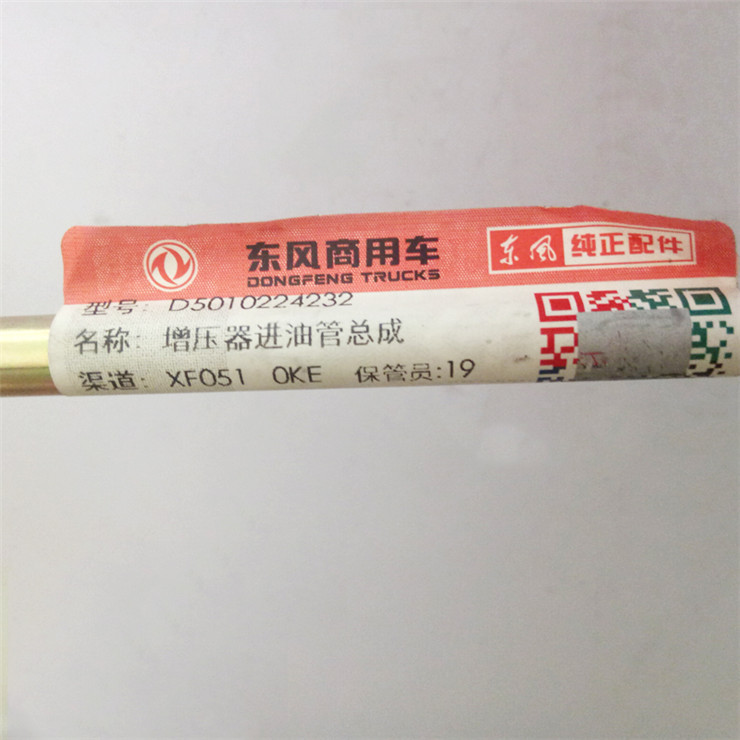 东风商用车 东风 纯正配件
DONGFENG TRUCKS
型号: D5010224232
名称: 增压器进油管总成
渠道: XF051 0KE 保管员:19